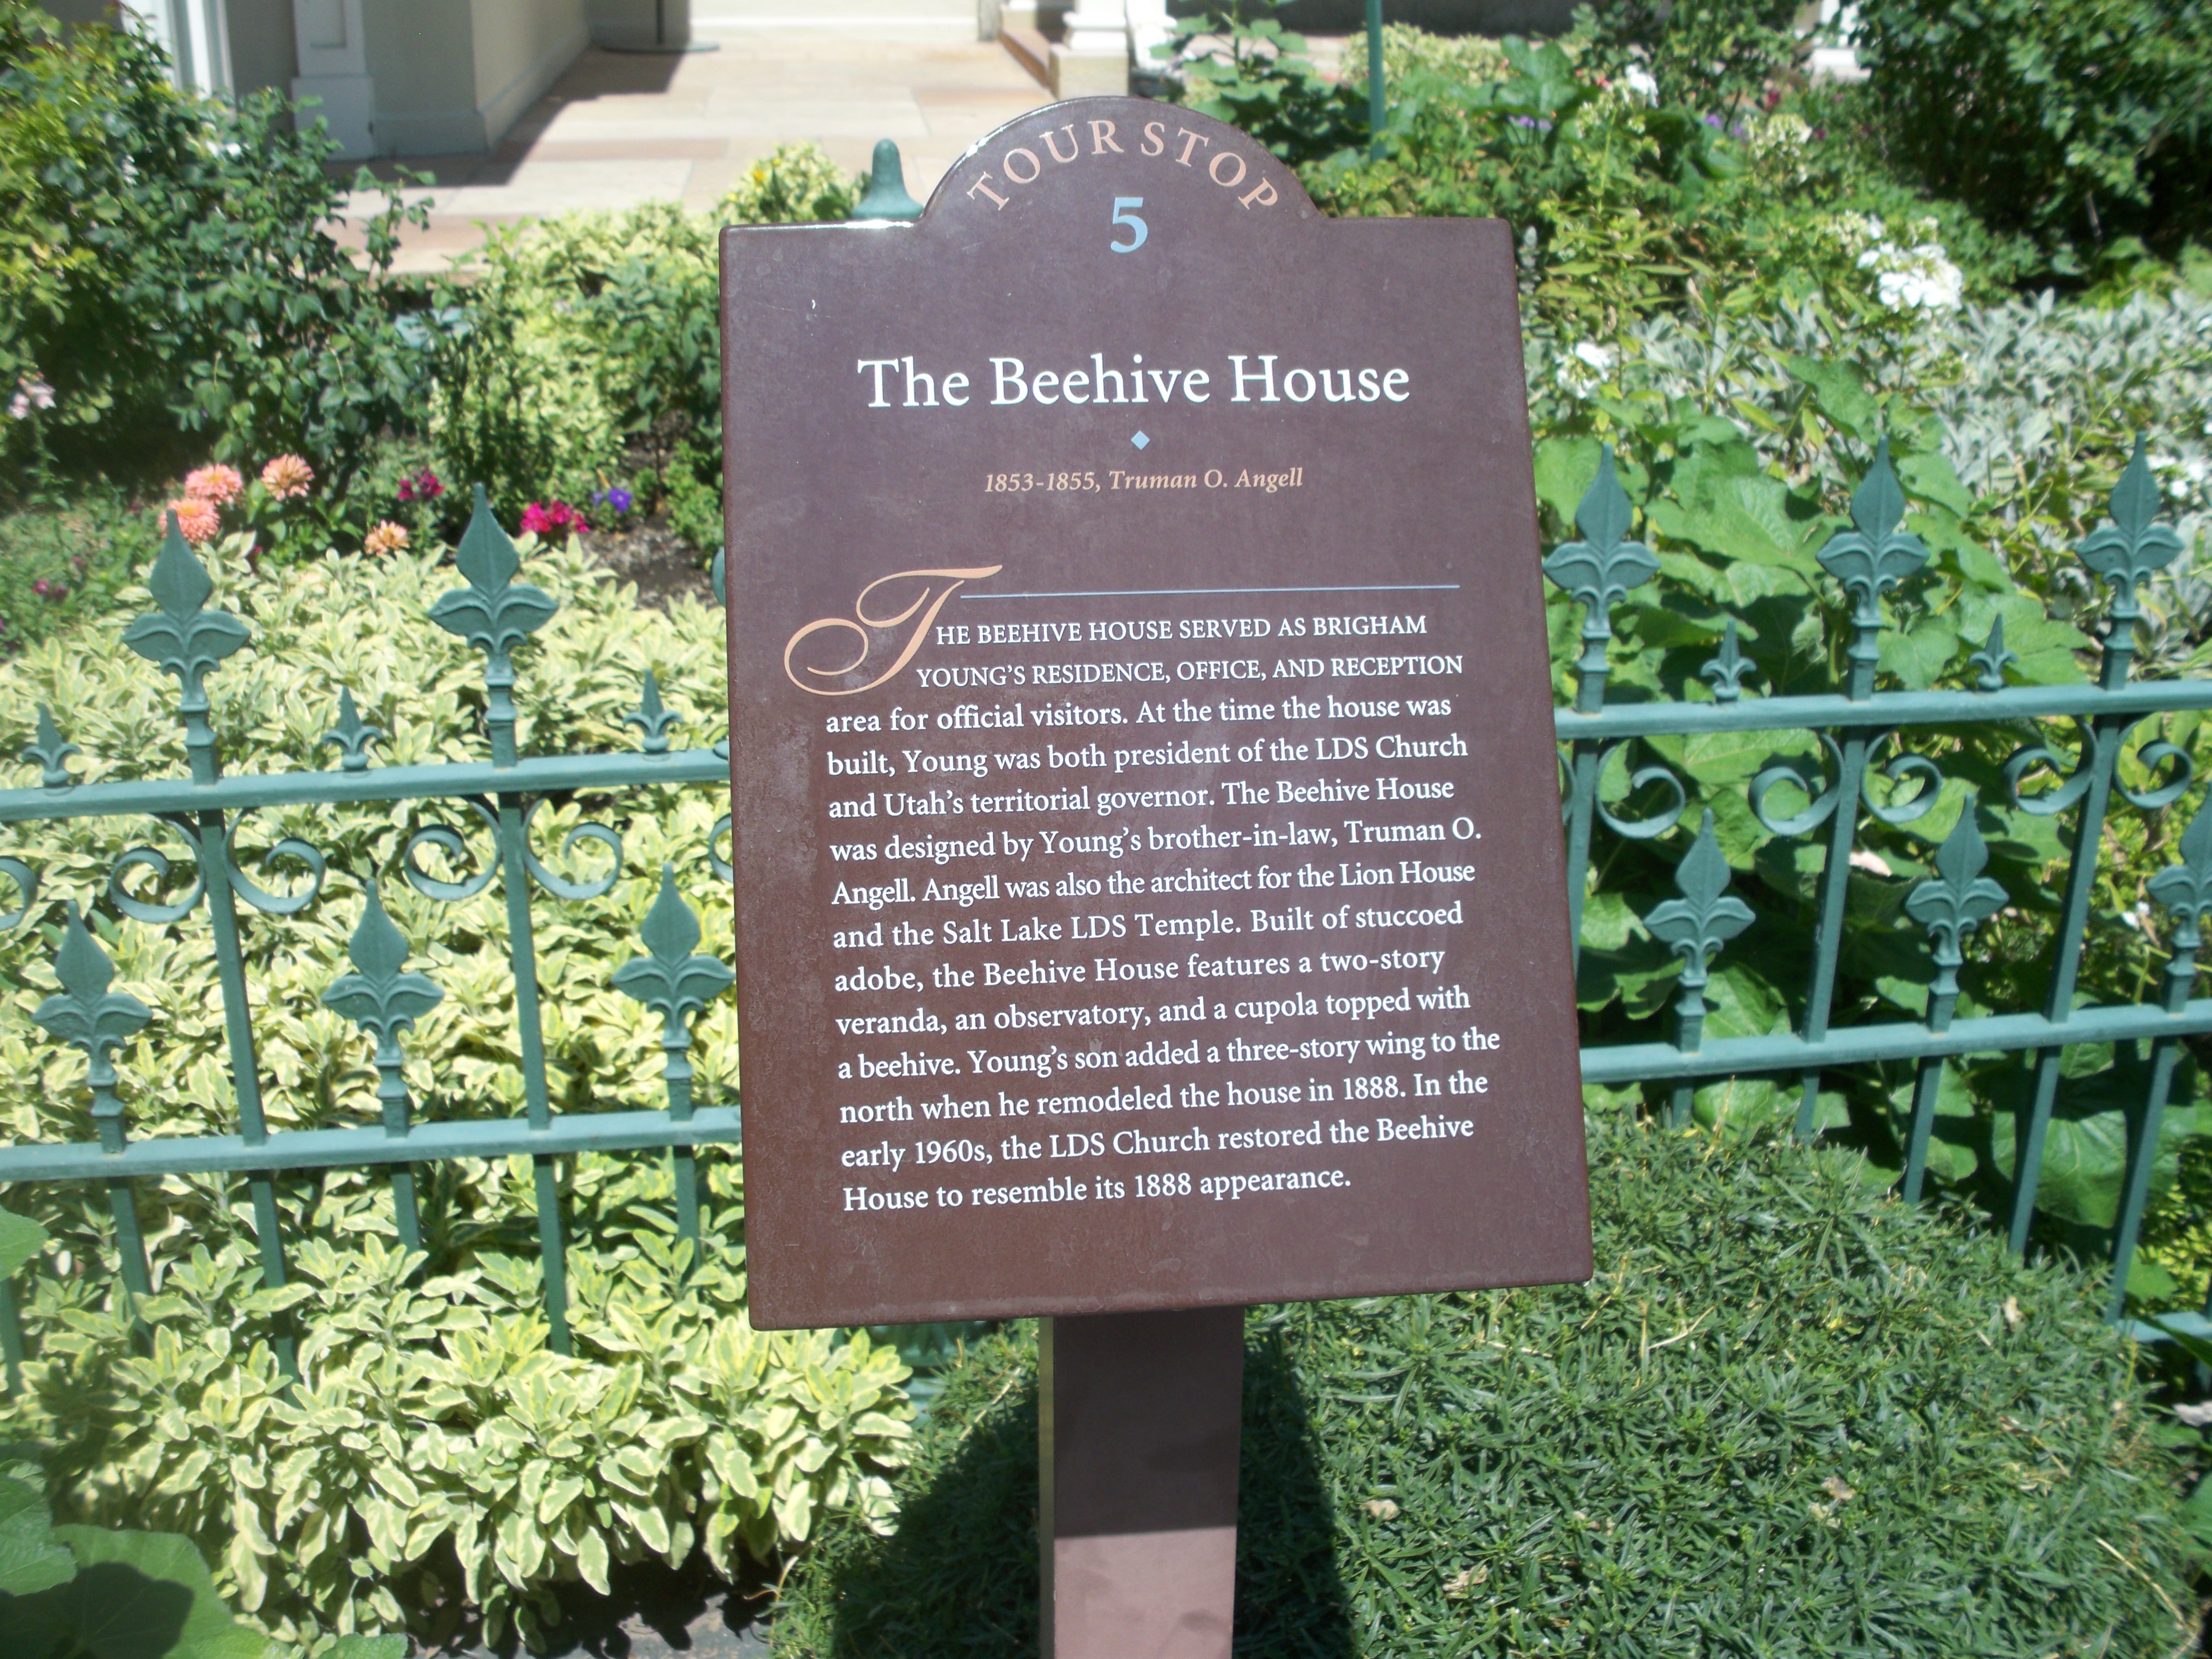 TOUR STOP
5
The Beehive House
1853-1855, Truman O. Angell
THE BEEHIVE HOUSE SERVED AS BRIGHAM
YOUNG'S RESIDENCE, OFFICE, AND RECEPTION
area for official visitors. At the time the house was
built, Young was both president of the LDS Church
and Utah's territorial governor. The Beehive House
was designed by Young's brother-in-law, Truman O.
Angell. Angell was also the architect for the Lion House
and the Salt Lake LDS Temple. Built of stuccoed
adobe, the Beehive House features a two-story
veranda, an observatory, and a cupola topped with
a beehive. Young's son added a three-story wing to the
north when he remodeled the house in 1888. In the
early 1960s, the LDS Church restored the Beehive
House to resemble its 1888 appearance.